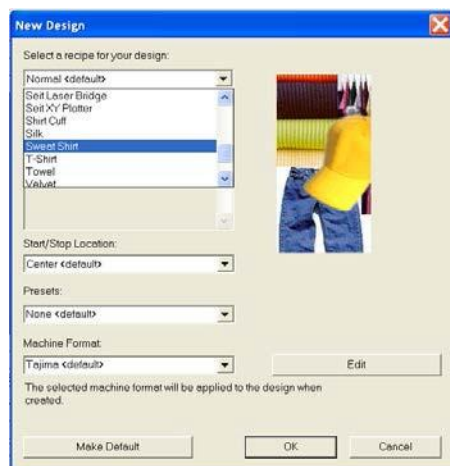 New Design
Select a recipe for your design:
Normal <default>
Seit Laser Bridge
Seit XY Plotter
Shirt Cuff
Silk
Sweat Shirt
T-Shirt
Towel
Velvet
Start/Stop Location:
Center <default>
Presets:
None <default>
Machine Format:
Tajima <default>
Edit
The selected machine format will be applied to the design when
created.
Make Default
OK
Cancel